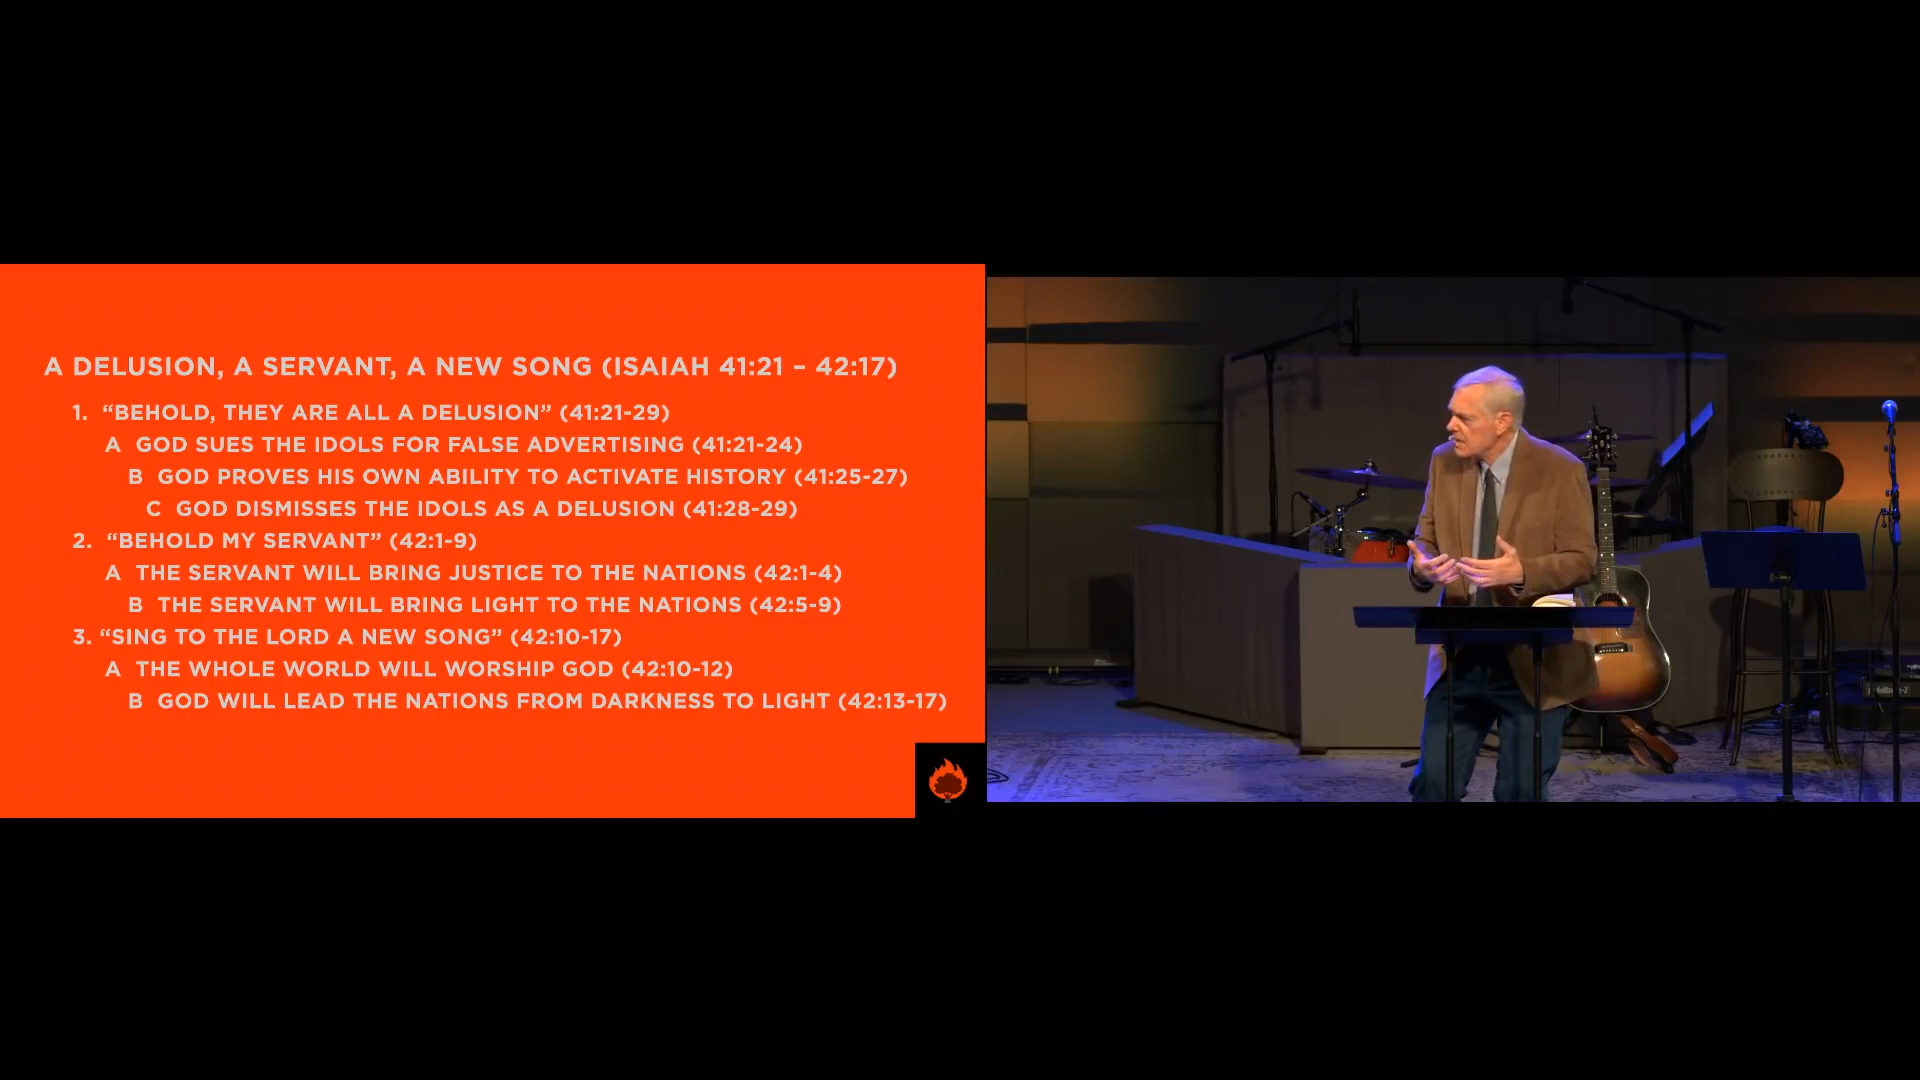 A DELUSION, A SERVANT, A NEW SONG (ISAIAH 41:21 – 42:17)
1. “BEHOLD, THEY ARE ALL A DELUSION” (41:21-29)
A GOD SUES THE IDOLS FOR FALSE ADVERTISING (41:21-24)
B GOD PROVES HIS OWN ABILITY TO ACTIVATE HISTORY (41:25-27)
C GOD DISMISSES THE IDOLS AS A DELUSION (41:28-29)
2. “BEHOLD MY SERVANT” (42:1-9)
A THE SERVANT WILL BRING JUSTICE TO THE NATIONS (42:1-4)
B THE SERVANT WILL BRING LIGHT TO THE NATIONS (42:5-9)
3. “SING TO THE LORD A NEW SONG” (42:10-17)
A THE WHOLE WORLD WILL WORSHIP GOD (42:10-12)
B GOD WILL LEAD THE NATIONS FROM DARKNESS TO LIGHT (42:13-17)